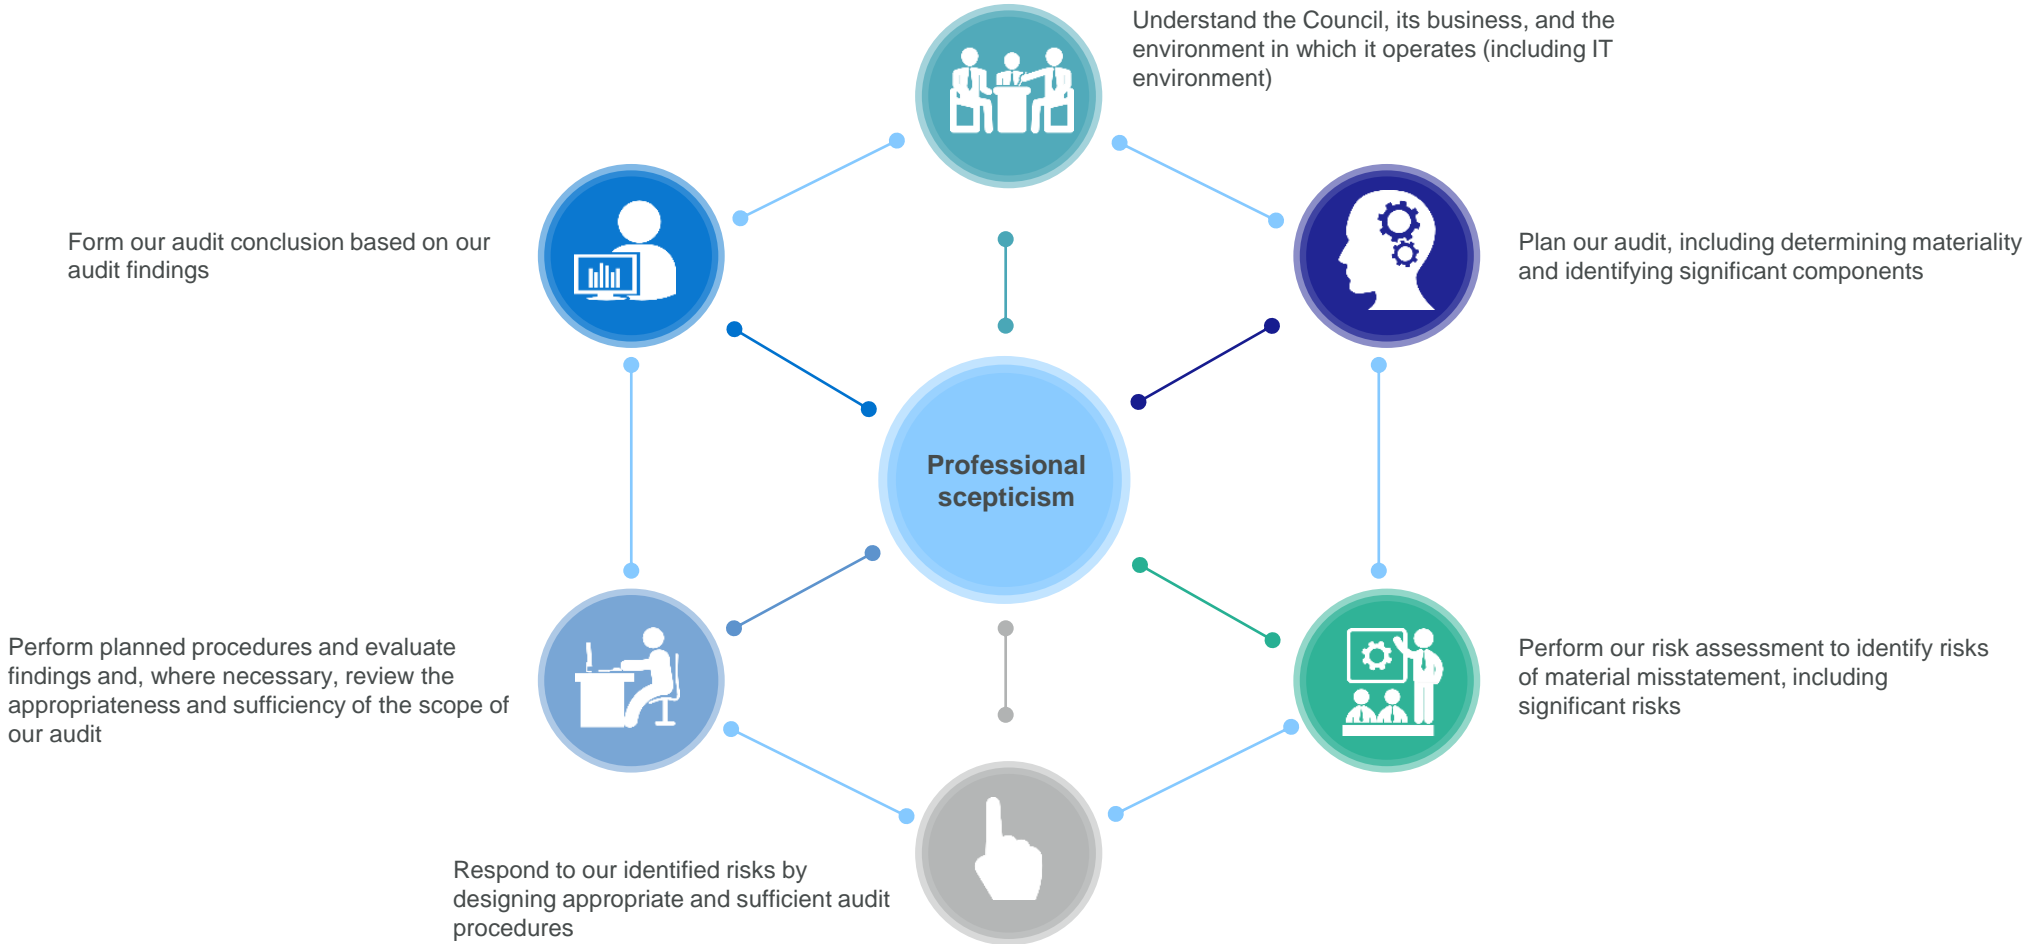 Understand the Council, its business, and the
environment in which it operates (including IT
environment)
Plan our audit, including determining materiality
and identifying significant components
Perform our risk assessment to identify risks
of material misstatement, including
significant risks
Respond to our identified risks by
designing appropriate and sufficient audit
procedures
Perform planned procedures and evaluate
findings and, where necessary, review the
appropriateness and sufficiency of the scope of
our audit
Form our audit conclusion based on our
audit findings
Professional
scepticism